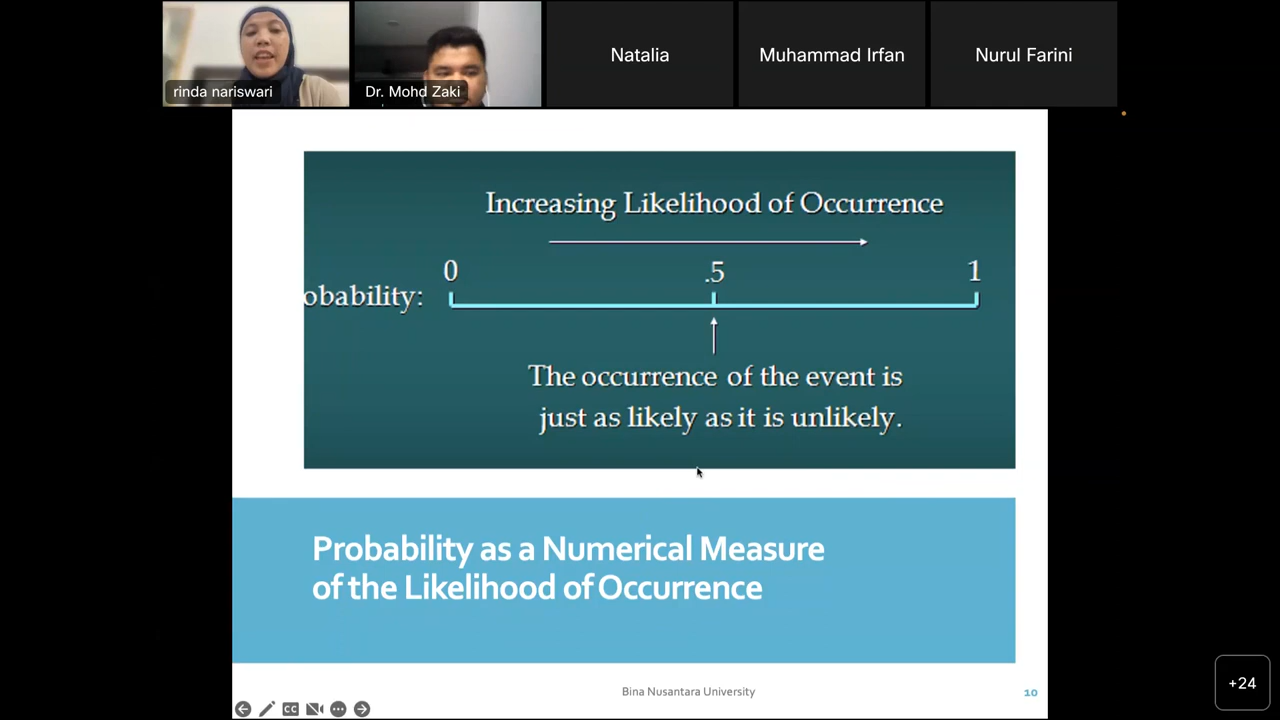 rinda nariswari
Dr. Mohd Zaki
Natalia
Muhammad Irfan
Nurul Farini
Increasing Likelihood of Occurrence
0 .5 1
obability:
The occurrence of the event is
just as likely as it is unlikely.
Probability as a Numerical Measure
of the Likelihood of Occurrence
Bina Nusantara University
10
CC
+24